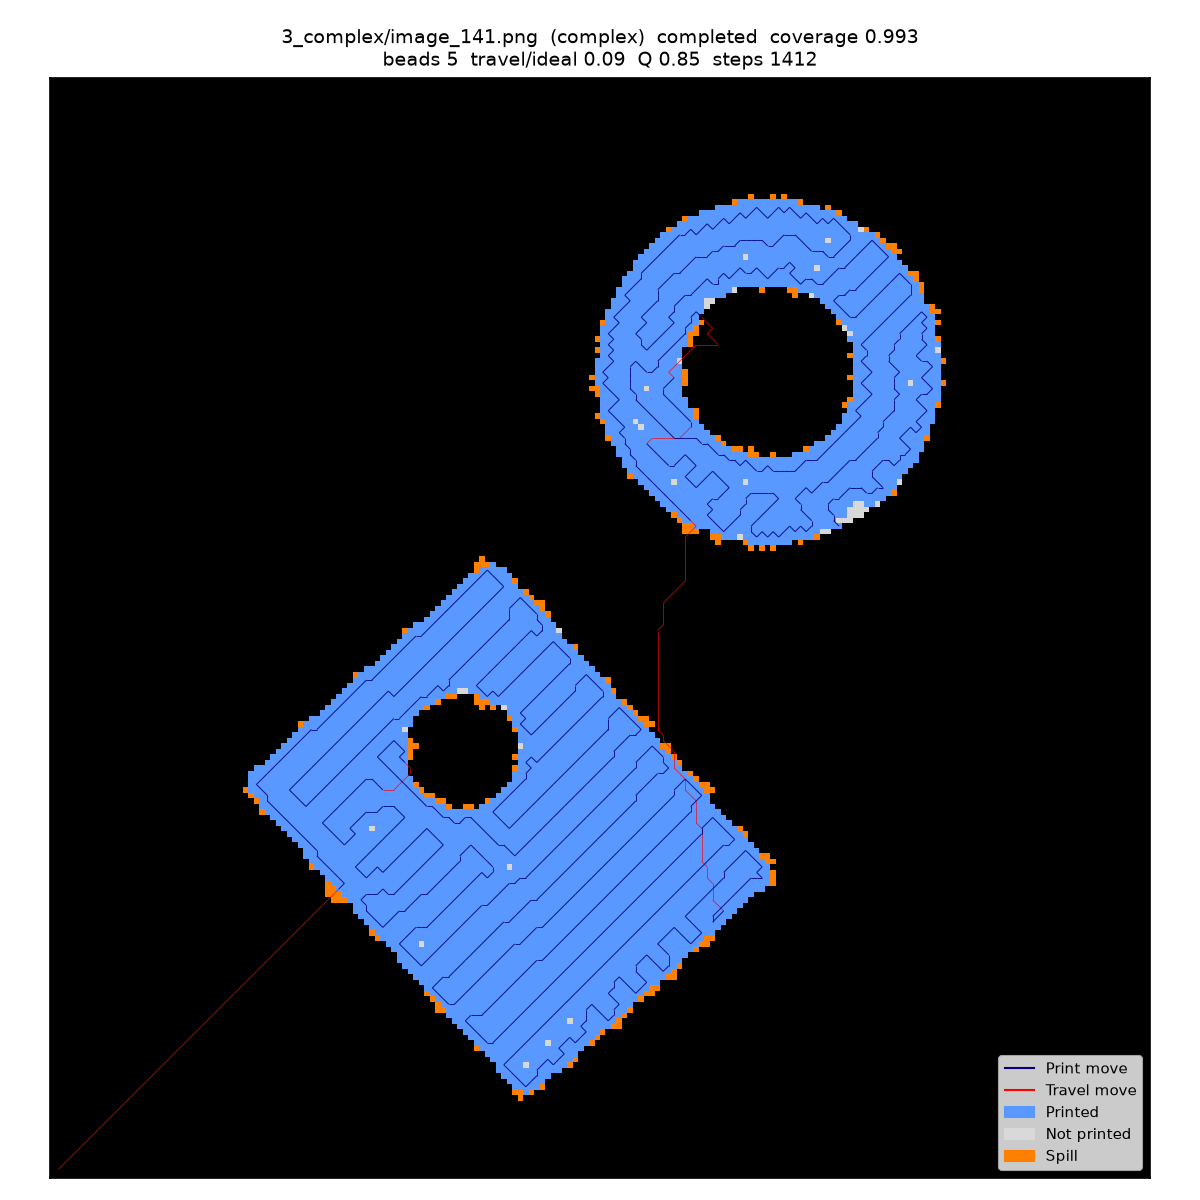 3_complex/image_141.png  (complex)  completed  coverage 0.993
beads 5  travel/ideal 0.09  Q 0.85  steps 1412
Print move
Travel move
Printed
Not printed
Spill